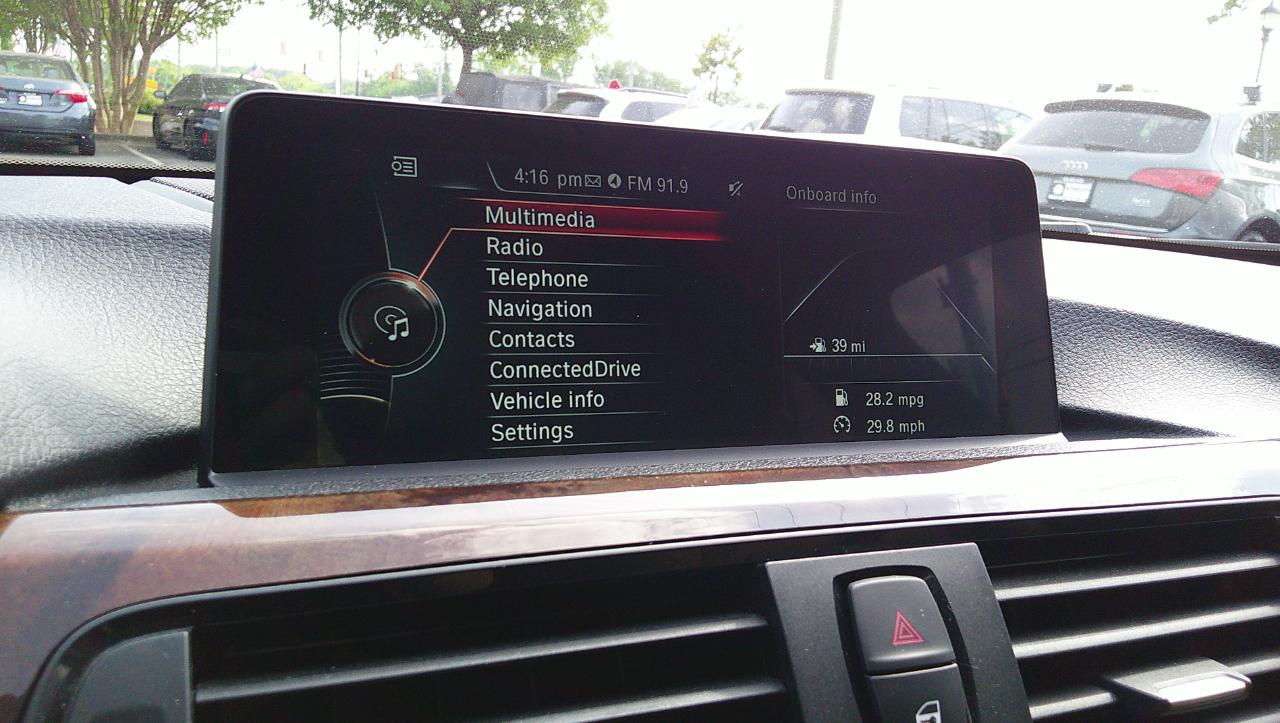 4:16 pm FM 91.9
Onboard info
Multimedia
Radio
Telephone
Navigation
Contacts
ConnectedDrive
Vehicle info
Settings
39 mi
28.2 mpg
29.8 mph